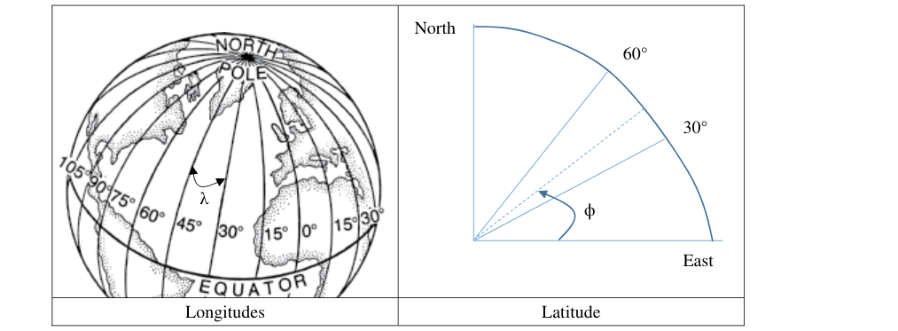 NORTH
POLE
105° 90° 75° 60° 45° 30° 15° 0° 15° 30°
λ
EQUATOR
Longitudes
North
60°
30°
ϕ
East
Latitude